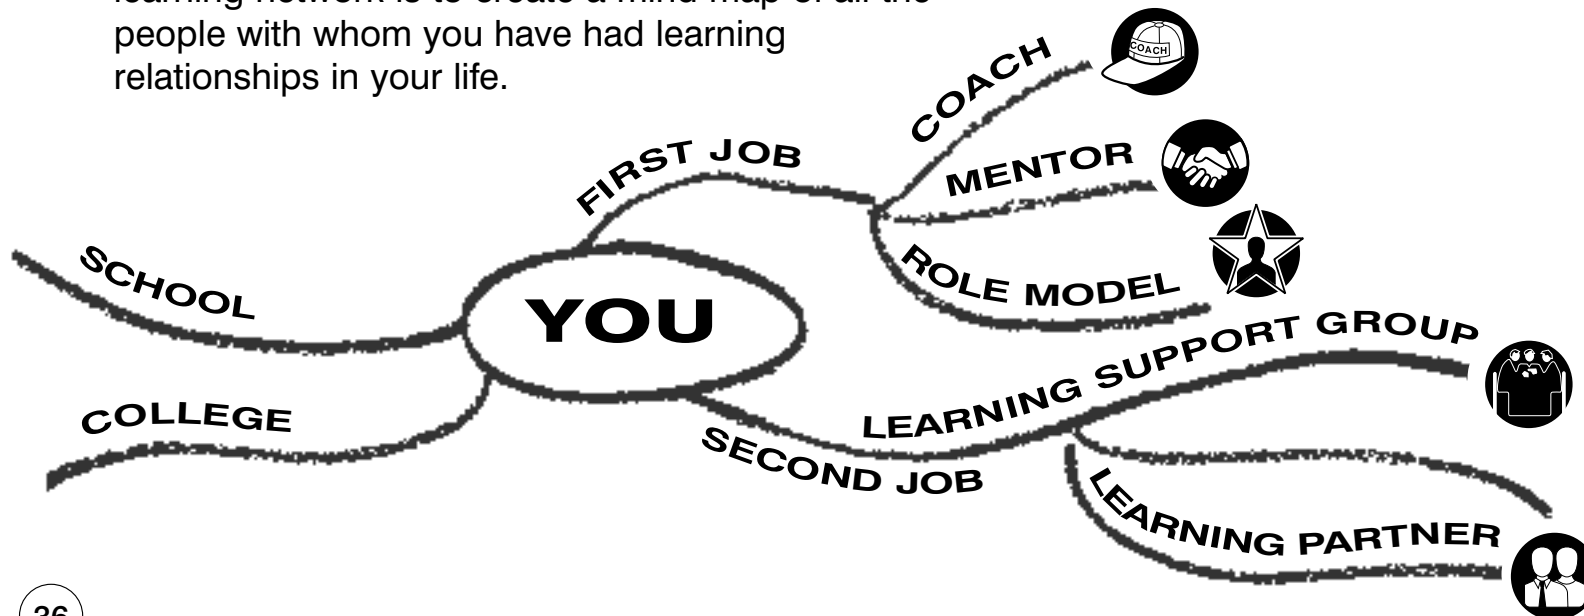 learning network is to create a mind map of all the
people with whom you have had learning
relationships in your life.
COACH
COACH
MENTOR
FIRST JOB
ROLE MODEL
SCHOOL
YOU
LEARNING SUPPORT GROUP
COLLEGE
SECOND JOB
LEARNING PARTNER
36